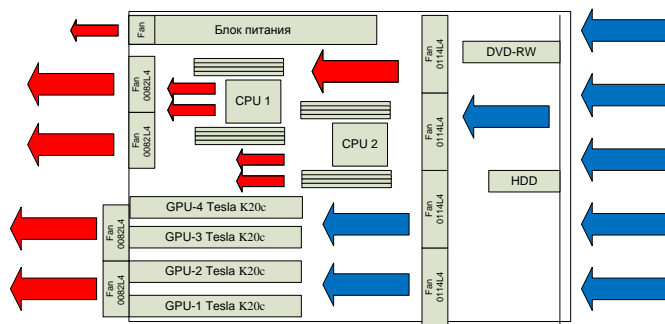 Fan
Блок питания
Fan
0114L4
DVD-RW
Fan
0082L4
CPU 1
Fan
0082L4
Fan
0114L4
CPU 2
Fan
0114L4
HDD
GPU-4 Tesla K20c
Fan
0082L4
GPU-3 Tesla K20c
GPU-2 Tesla K20c
Fan
0082L4
Fan
0114L4
GPU-1 Tesla K20c